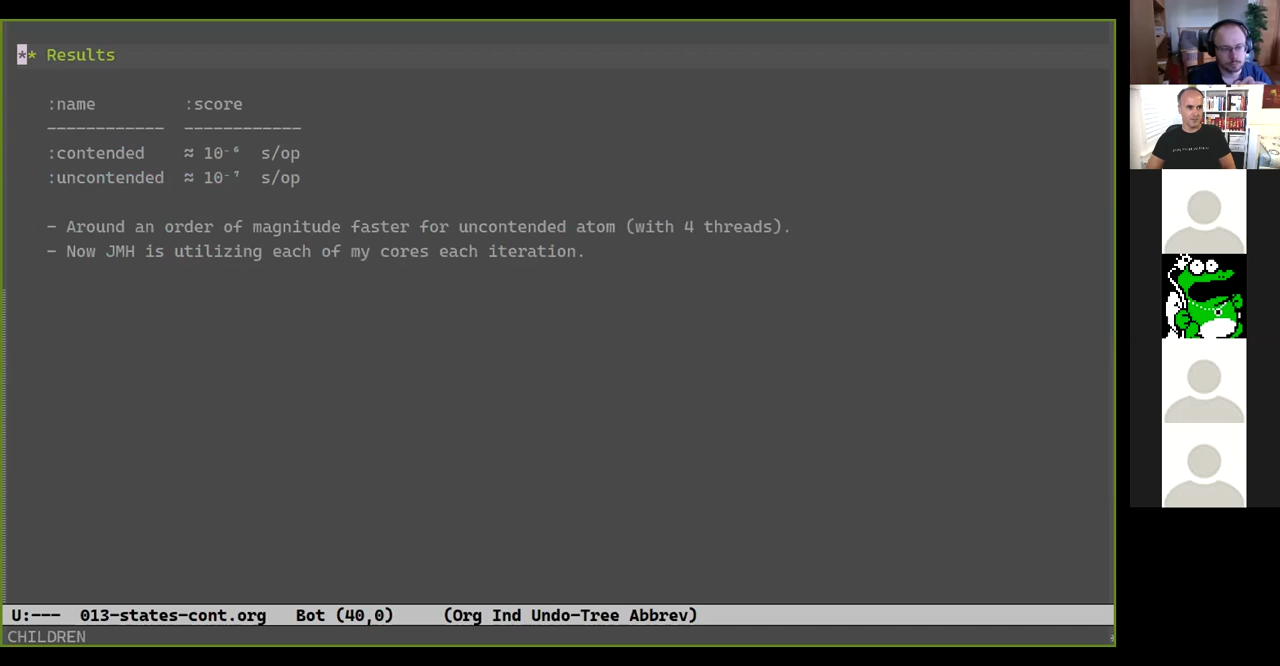 ** Results
:name :score
------------ ------------
:contended ≈ 10⁻⁶ s/op
:uncontended ≈ 10⁻⁷ s/op
- Around an order of magnitude faster for uncontended atom (with 4 threads).
- Now JMH is utilizing each of my cores each iteration.
U:--- 013-states-cont.org Bot (40,0) (Org Ind Undo-Tree Abbrev)
CHILDREN